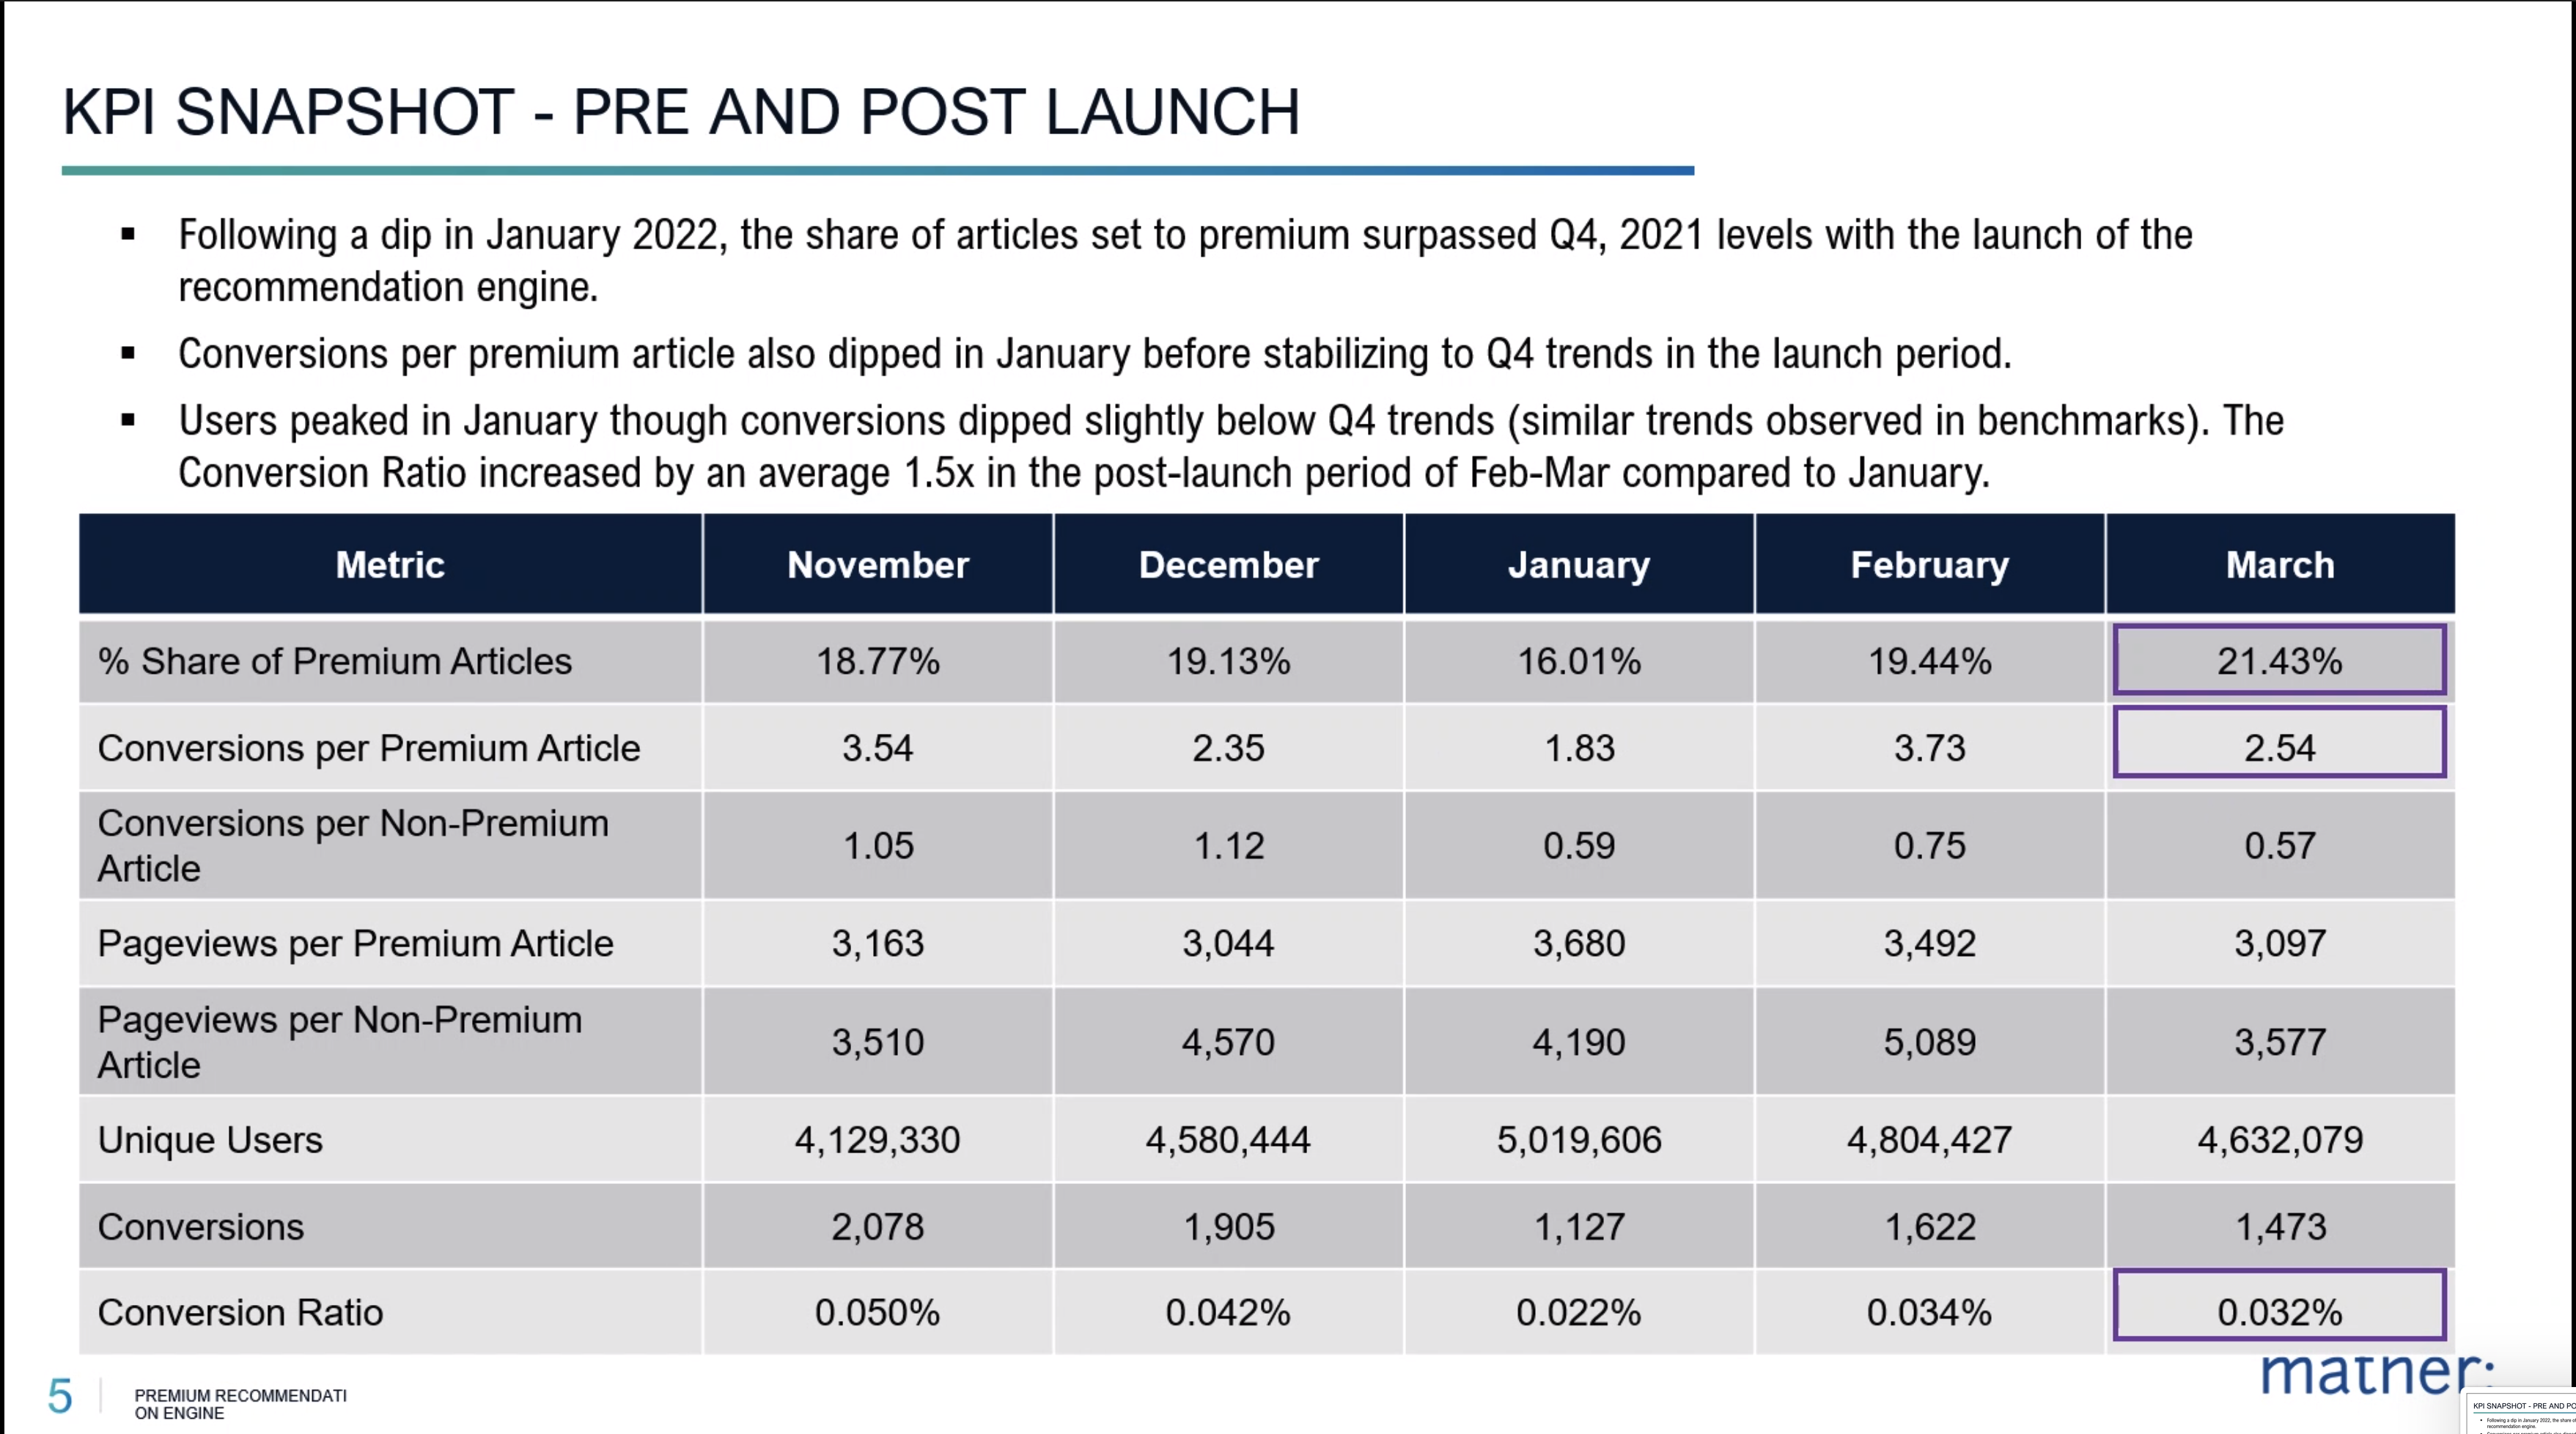 KPI SNAPSHOT - PRE AND POST LAUNCH
▪ Following a dip in January 2022, the share of articles set to premium surpassed Q4, 2021 levels with the launch of the
recommendation engine.
▪ Conversions per premium article also dipped in January before stabilizing to Q4 trends in the launch period.
▪ Users peaked in January though conversions dipped slightly below Q4 trends (similar trends observed in benchmarks). The
Conversion Ratio increased by an average 1.5x in the post-launch period of Feb-Mar compared to January.
Metric November December January February March
% Share of Premium Articles 18.77% 19.13% 16.01% 19.44% 21.43%
Conversions per Premium Article 3.54 2.35 1.83 3.73 2.54
Conversions per Non-Premium
Article 1.05 1.12 0.59 0.75 0.57
Pageviews per Premium Article 3,163 3,044 3,680 3,492 3,097
Pageviews per Non-Premium
Article 3,510 4,570 4,190 5,089 3,577
Unique Users 4,129,330 4,580,444 5,019,606 4,804,427 4,632,079
Conversions 2,078 1,905 1,127 1,622 1,473
Conversion Ratio 0.050% 0.042% 0.022% 0.034% 0.032%
5
PREMIUM RECOMMENDATI
ON ENGINE
matner:
KPI SNAPSHOT - PRE AND PO